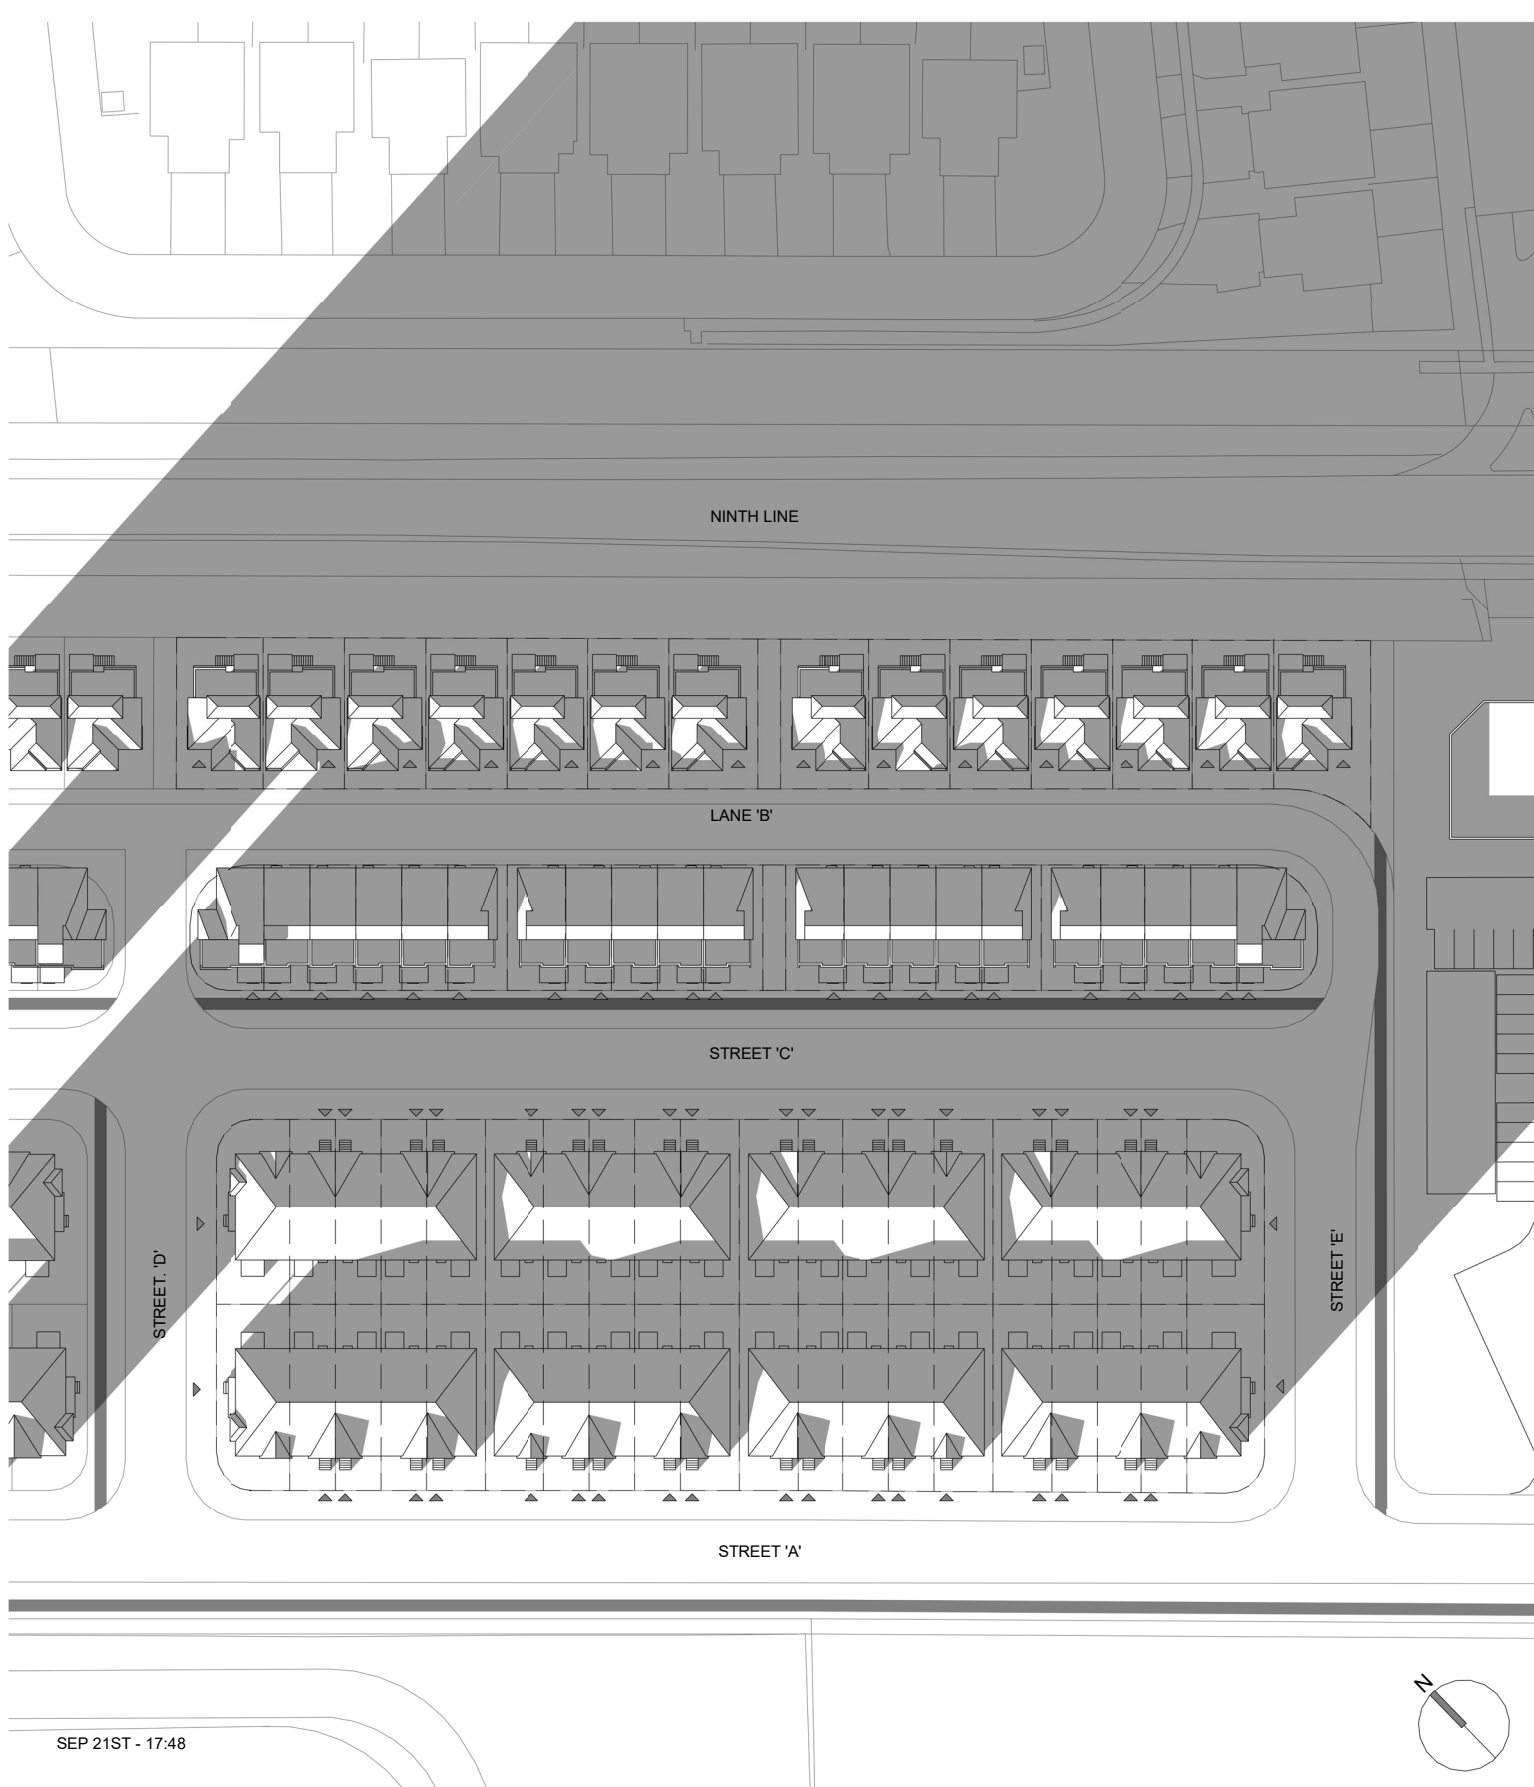 NINTH LINE
LANE 'B'
STREET 'C'
STREET. 'D'
STREET 'E'
STREET 'A'
N
SEP 21ST - 17:48